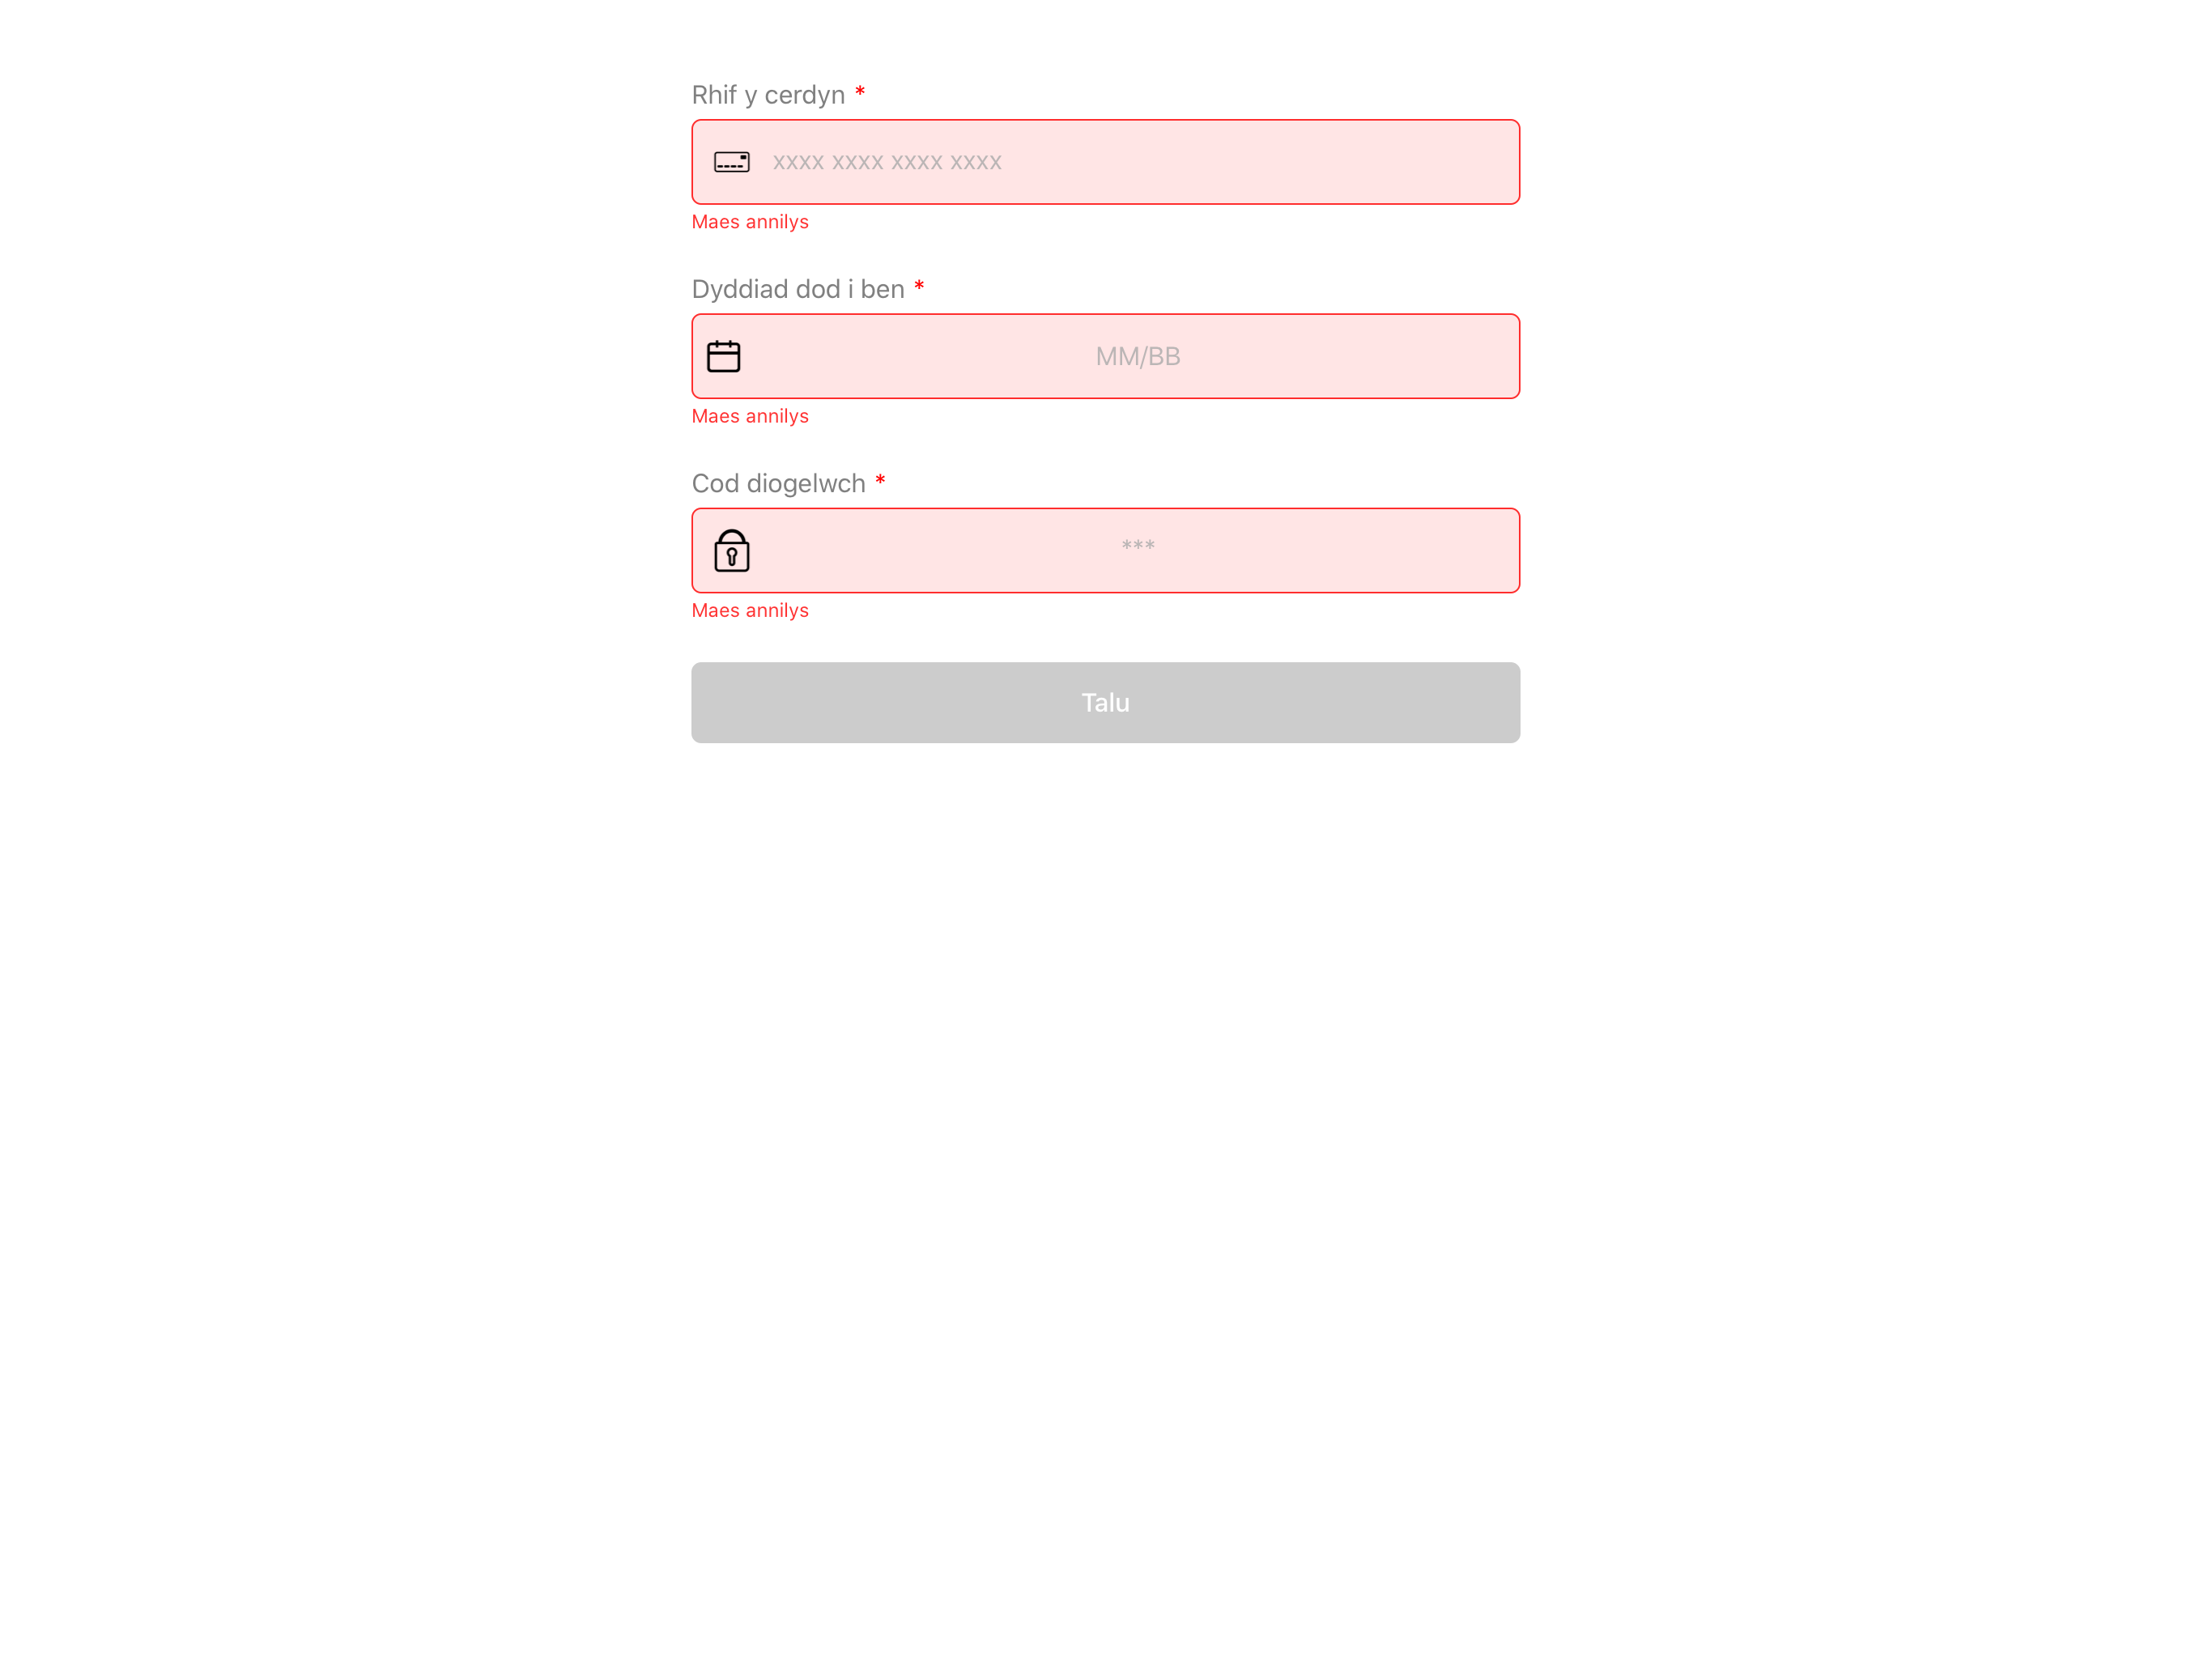 Rhif y cerdyn *
xxxx xxxx xxxx xxxx
Maes annilys
Dyddiad dod i ben *
MM/BB
Maes annilys
Cod diogelwch *
***
Maes annilys
Talu